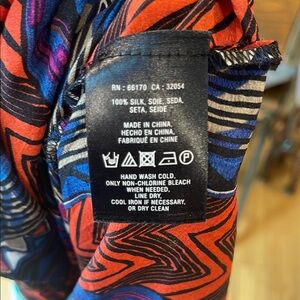 RN: 66170 CA: 32054
100% SILK, SOIE, SEDA,
SETA, SEIDE
MADE IN CHINA,
HECHO EN CHINA,
FABRIQUÉ EN CHINE
HAND WASH COLD.
ONLY NON-CHLORINE BLEACH
WHEN NEEDED.
LINE DRY,
COOL IRON IF NECESSARY,
OR DRY CLEAN